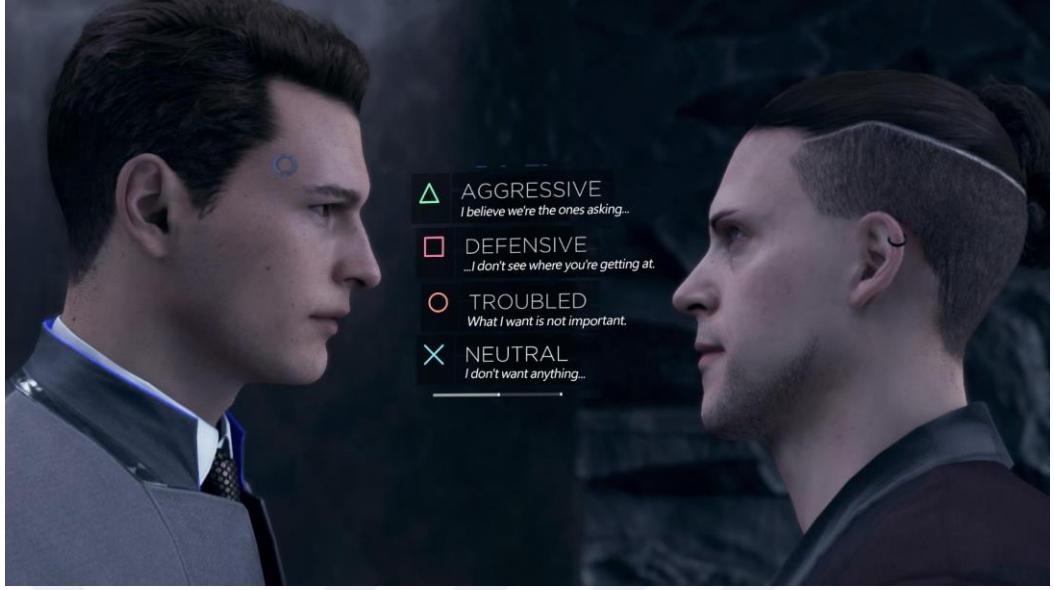 AGGRESSIVE
I believe we're the ones asking...
DEFENSIVE
...I don't see where you're getting at.
TROUBLED
What I want is not important.
NEUTRAL
I don't want anything...